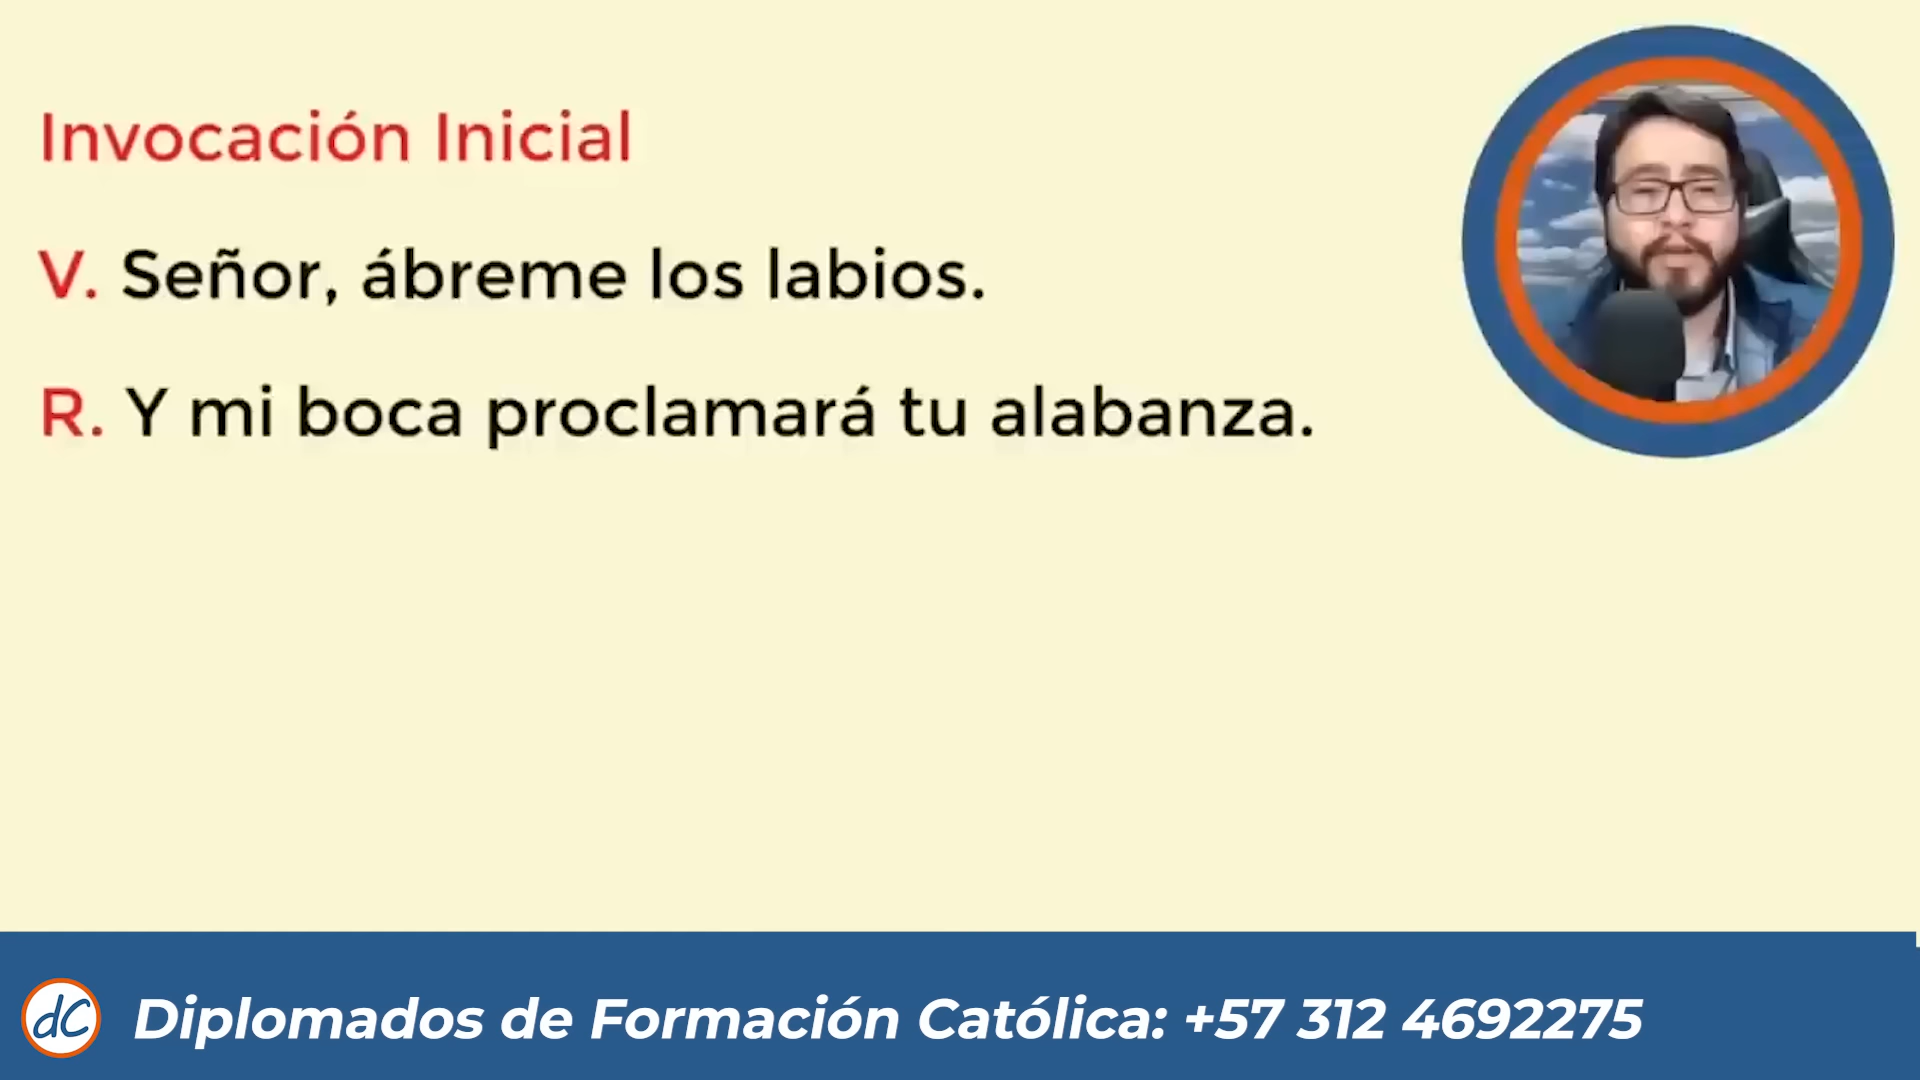 Invocación Inicial
V. Señor, ábreme los labios.
R. Y mi boca proclamará tu alabanza.
dC Diplomados de Formación Católica: +57 312 4692275